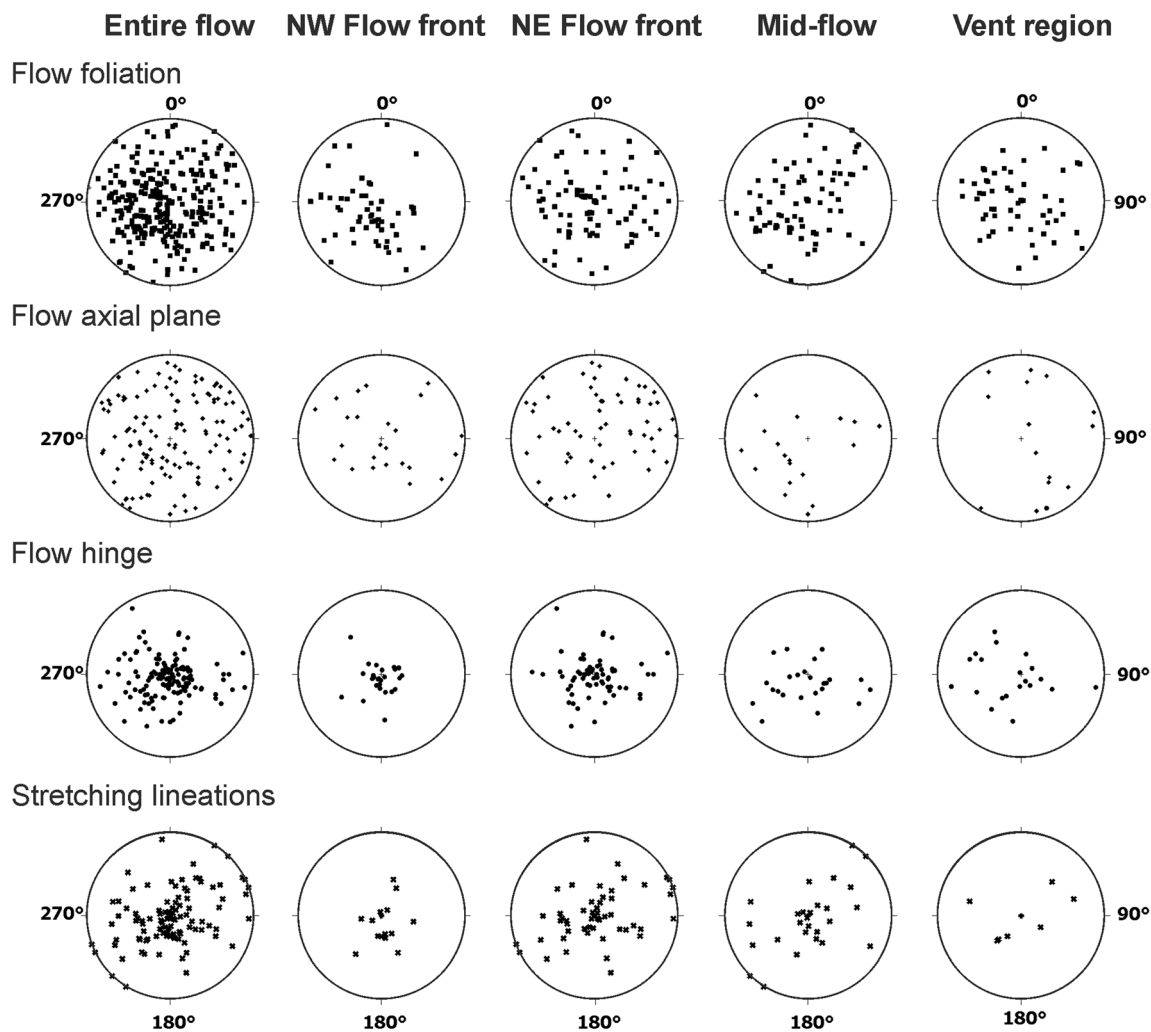 Entire flow NW Flow front NE Flow front Mid-flow Vent region
Flow foliation
0° 0° 0° 0° 0°
270° 90°
Flow axial plane
270° 90°
Flow hinge
270° 90°
Stretching lineations
270° 90°
180° 180° 180° 180° 180°